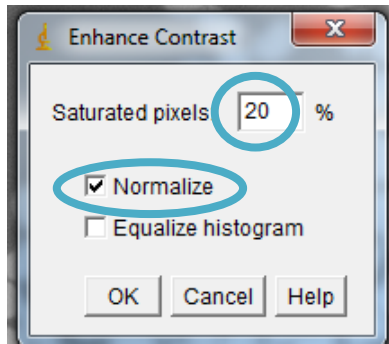 Enhance Contrast
Saturated pixels: 20 %
Normalize
Equalize histogram
OK Cancel Help